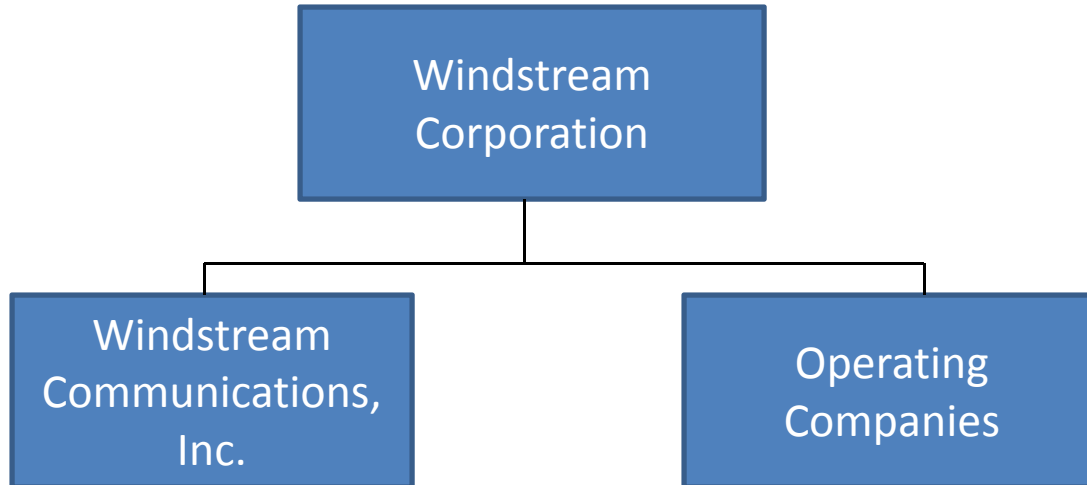 Windstream
Corporation
Windstream
Communications,
Inc.
Operating
Companies